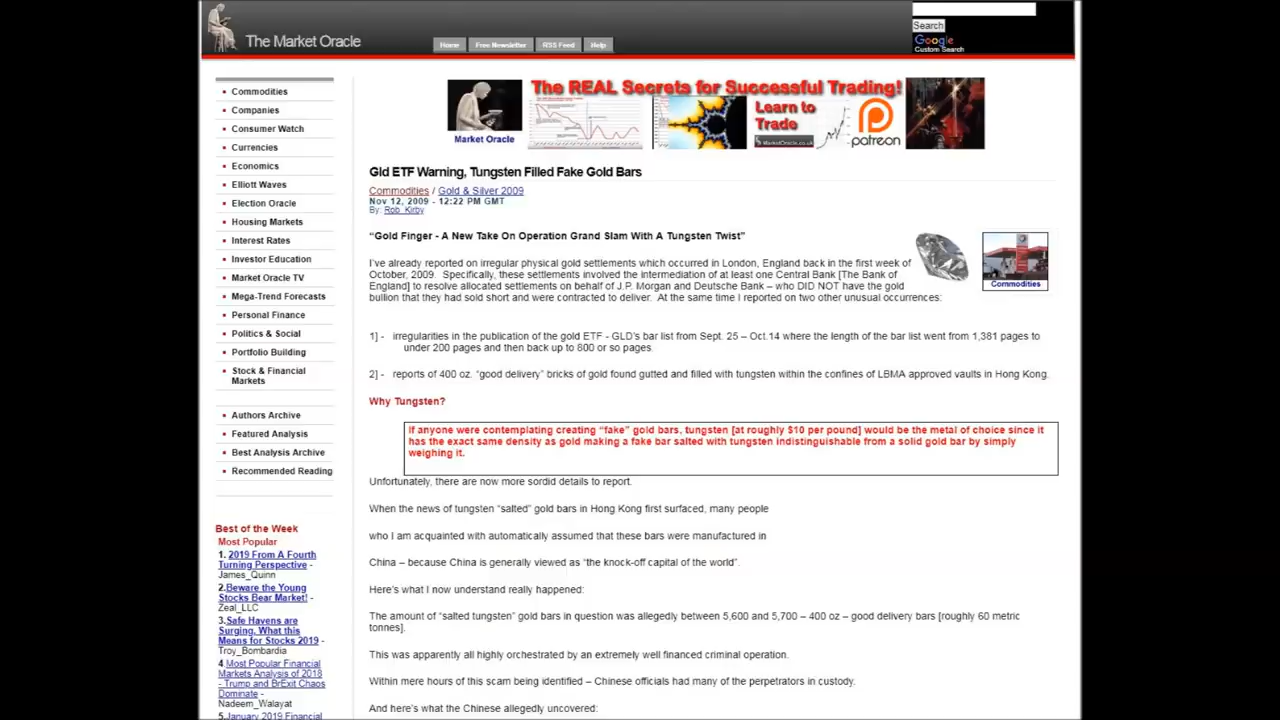 The Market Oracle
Home
Free Newsletter
RSS Feed
Help
Search
Google
Custom Search
Commodities
Companies
Consumer Watch
Currencies
Economics
Elliott Waves
Election Oracle
Housing Markets
Interest Rates
Investor Education
Market Oracle TV
Mega-Trend Forecasts
Personal Finance
Politics & Social
Portfolio Building
Stock & Financial
Markets
Authors Archive
Featured Analysis
Best Analysis Archive
Recommended Reading
Best of the Week
Most Popular
1. 2019 From A Fourth
Turning Perspective -
James_Quinn
2.Beware the Young
Stocks Bear Market! -
Zeal_LLC
3.Safe Havens are
Surging, What this
Means for Stocks 2019 -
Troy_Bombardia
4.Most Popular Financial
Markets Analysis of 2018
- Trump and BrExit Chaos
Dominate -
Nadeem_Walayat
5.January 2019 Financial
The REAL Secrets for Successful Trading!
Market Oracle
Learn to
Trade
MarketOracle.co.uk
patreon
Gld ETF Warning, Tungsten Filled Fake Gold Bars
Commodities / Gold & Silver 2009
Nov 12, 2009 - 12:22 PM GMT
By: Rob_Kirby
“Gold Finger - A New Take On Operation Grand Slam With A Tungsten Twist”
I’ve already reported on irregular physical gold settlements which occurred in London, England back in the first week of
October, 2009.  Specifically, these settlements involved the intermediation of at least one Central Bank [The Bank of
England] to resolve allocated settlements on behalf of J.P. Morgan and Deutsche Bank – who DID NOT have the gold
bullion that they had sold short and were contracted to deliver.  At the same time I reported on two other unusual occurrences:
Commodities
1] -   irregularities in the publication of the gold ETF - GLD’s bar list from Sept. 25 – Oct.14 where the length of the bar list went from 1,381 pages to
under 200 pages and then back up to 800 or so pages
2] -   reports of 400 oz. “good delivery” bricks of gold found gutted and filled with tungsten within the confines of LBMA approved vaults in Hong Kong.
Why Tungsten?
If anyone were contemplating creating “fake” gold bars, tungsten [at roughly $10 per pound] would be the metal of choice since it
has the exact same density as gold making a fake bar salted with tungsten indistinguishable from a solid gold bar by simply
weighing it.
Unfortunately, there are now more sordid details to report.
When the news of tungsten “salted” gold bars in Hong Kong first surfaced, many people
who I am acquainted with automatically assumed that these bars were manufactured in
China – because China is generally viewed as “the knock-off capital of the world”.
Here’s what I now understand really happened:
The amount of “salted tungsten” gold bars in question was allegedly between 5,600 and 5,700 – 400 oz – good delivery bars [roughly 60 metric
tonnes].
This was apparently all highly orchestrated by an extremely well financed criminal operation.
Within mere hours of this scam being identified – Chinese officials had many of the perpetrators in custody.
And here’s what the Chinese allegedly uncovered: